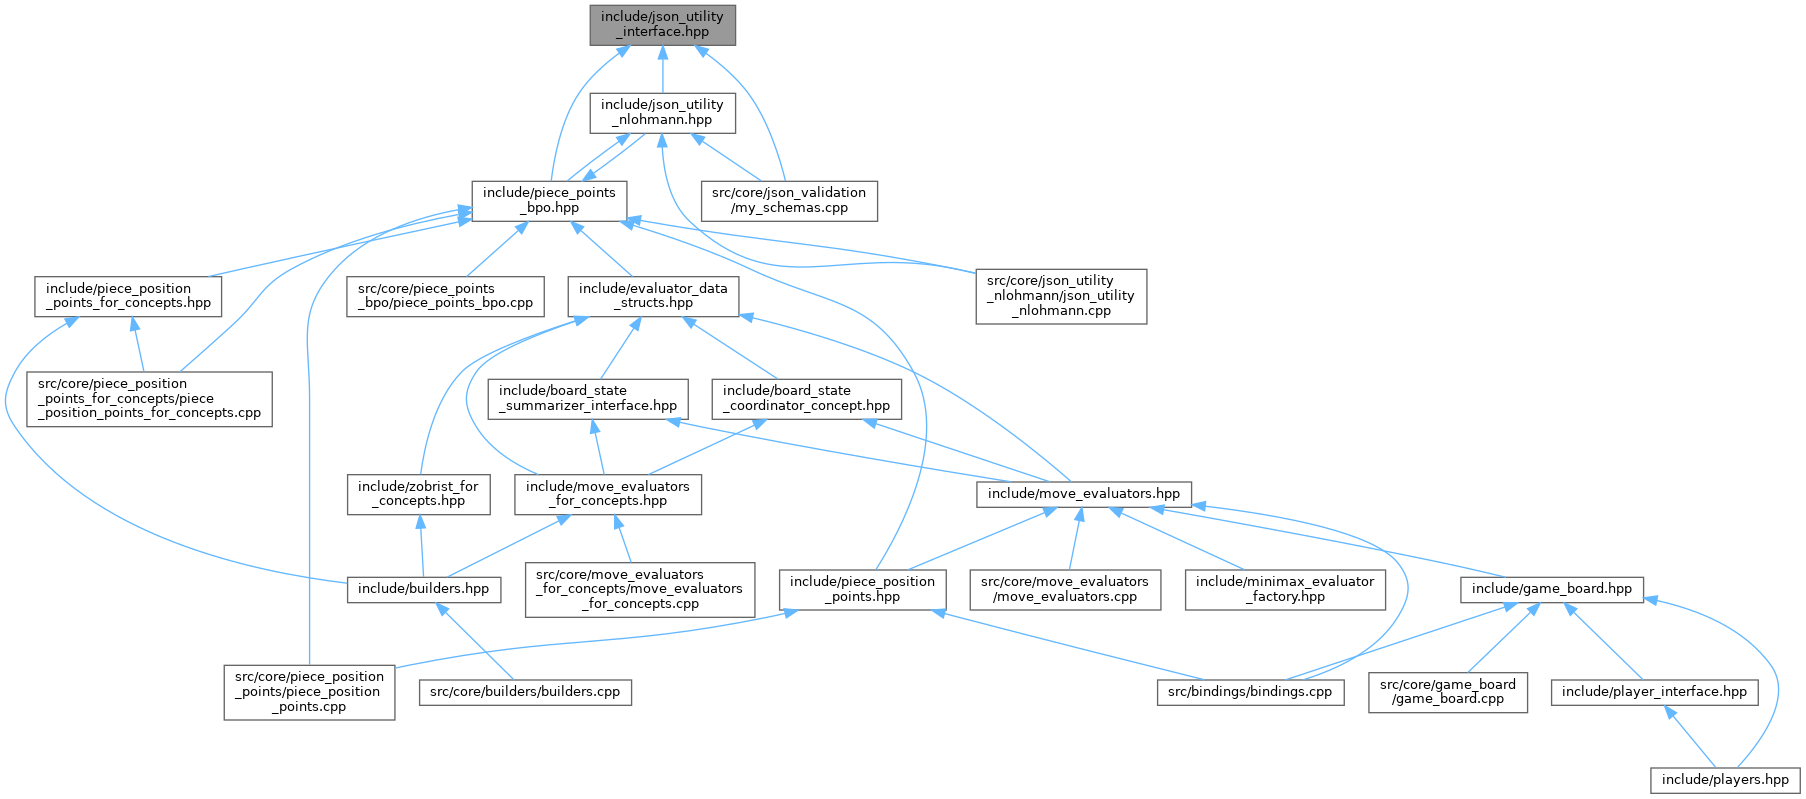 include/json_utility
_interface.hpp
include/json_utility
_nlohmann.hpp
include/piece_points
_bpo.hpp
src/core/json_validation
/my_schemas.cpp
include/piece_position
_points_for_concepts.hpp
src/core/piece_points
_bpo/piece_points_bpo.cpp
include/evaluator_data
_structs.hpp
src/core/json_utility
_nlohmann/json_utility
_nlohmann.cpp
src/core/piece_position
_points_for_concepts/piece
_position_points_for_concepts.cpp
include/board_state
_summarizer_interface.hpp
include/board_state
_coordinator_concept.hpp
include/zobrist_for
_concepts.hpp
include/move_evaluators
_for_concepts.hpp
include/move_evaluators.hpp
include/builders.hpp
src/core/move_evaluators
_for_concepts/move_evaluators
_for_concepts.cpp
include/piece_position
_points.hpp
src/core/move_evaluators
/move_evaluators.cpp
include/minimax_evaluator
_factory.hpp
include/game_board.hpp
src/core/piece_position
_points/piece_position
_points.cpp
src/core/builders/builders.cpp
src/bindings/bindings.cpp
src/core/game_board
/game_board.cpp
include/player_interface.hpp
include/players.hpp